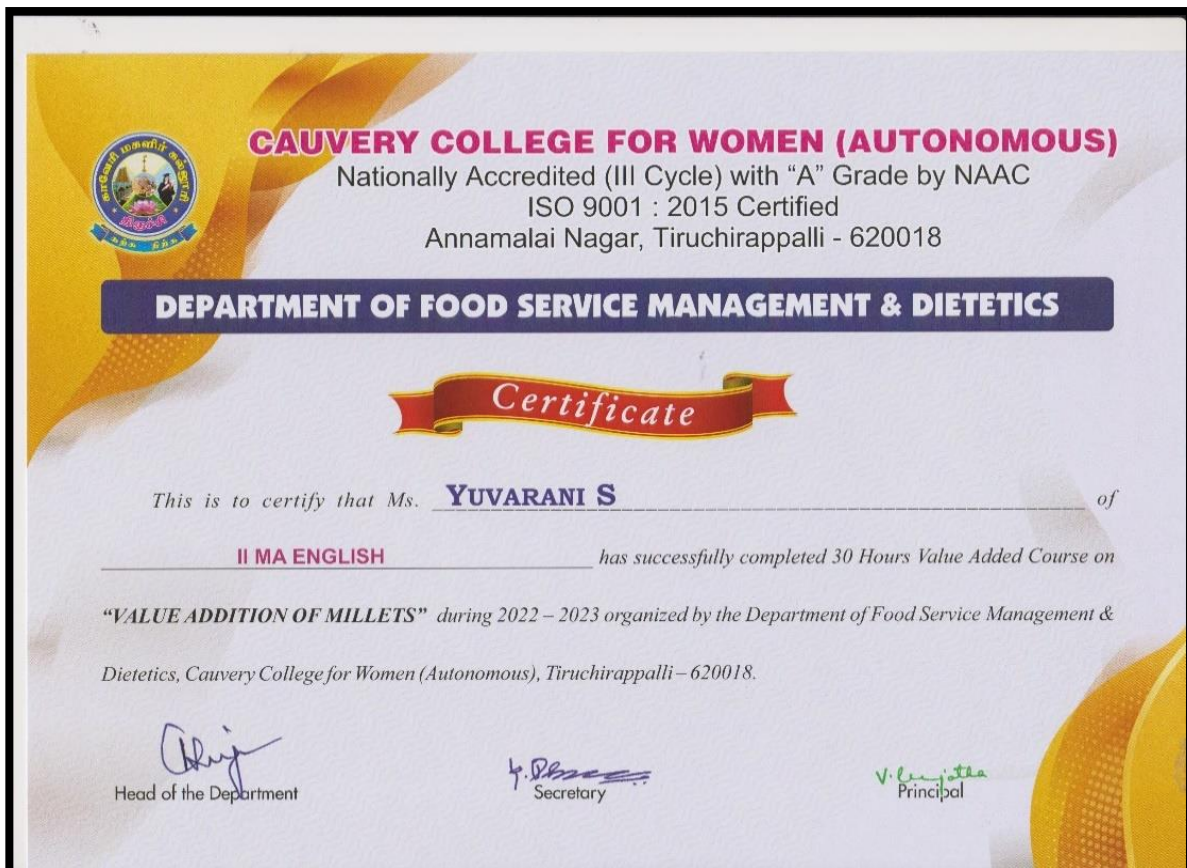 CAUVERY COLLEGE FOR WOMEN (AUTONOMOUS)
Nationally Accredited (III Cycle) with “A” Grade by NAAC
ISO 9001 : 2015 Certified
Annamalai Nagar, Tiruchirappalli - 620018
காவேரி மகளிர் கல்லூரி
திருச்சி
கற்க நிற்க
DEPARTMENT OF FOOD SERVICE MANAGEMENT & DIETETICS
Certificate
This is to certify that Ms. YUVARANI S of
II MA ENGLISH has successfully completed 30 Hours Value Added Course on
“VALUE ADDITION OF MILLETS” during 2022 – 2023 organized by the Department of Food Service Management &
Dietetics, Cauvery College for Women (Autonomous), Tiruchirappalli – 620018.
Head of the Department
Secretary
Principal